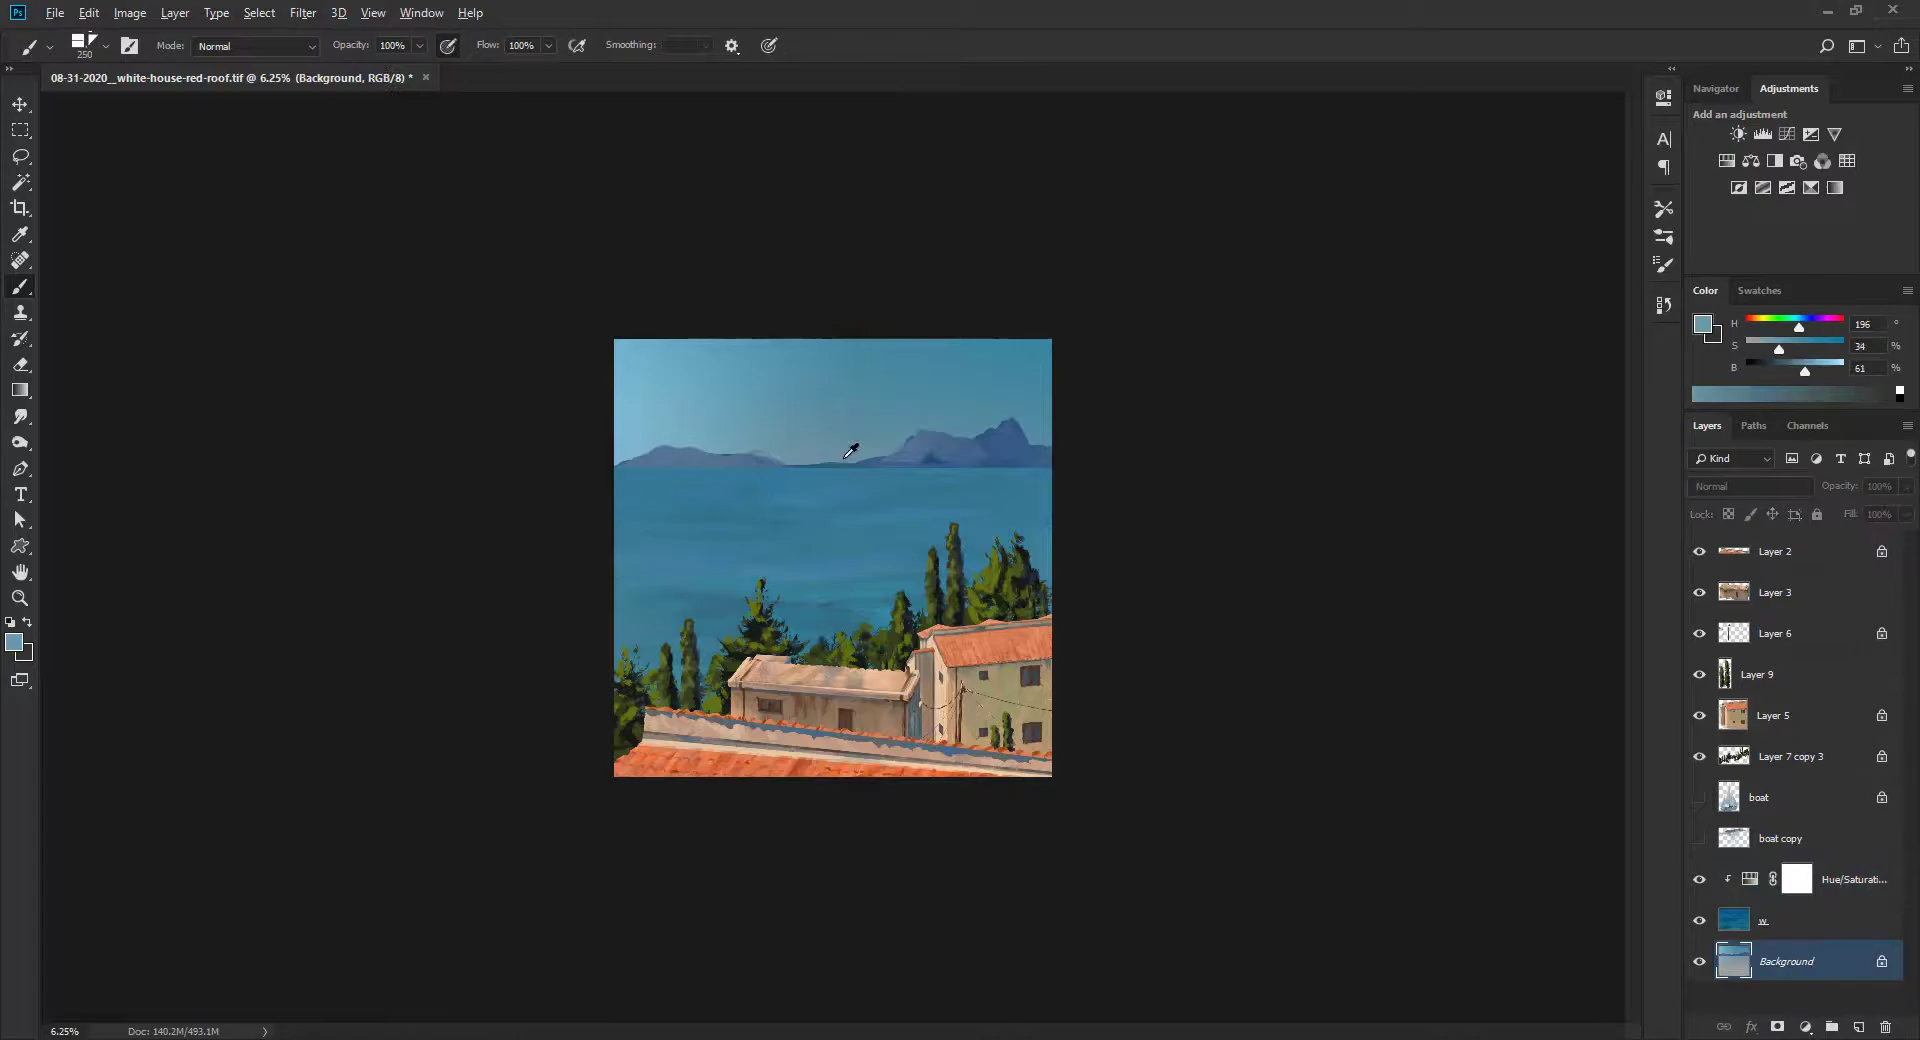 Ps File Edit Image Layer Type Select Filter 3D View Window Help
250 Mode: Normal Opacity: 100% Flow: 100% Smoothing:
08-31-2020__white-house-red-roof.tif @ 6.25% (Background, RGB/8) *
Navigator Adjustments
Add an adjustment
Color Swatches
H 196 °
S 34 %
B 61 %
Layers Paths Channels
Kind
Normal Opacity: 100%
Lock: Fill: 100%
Layer 2
Layer 3
Layer 6
Layer 9
Layer 5
Layer 7 copy 3
boat
boat copy
Hue/Saturati...
w
Background
6.25% Doc: 140.2M/493.1M